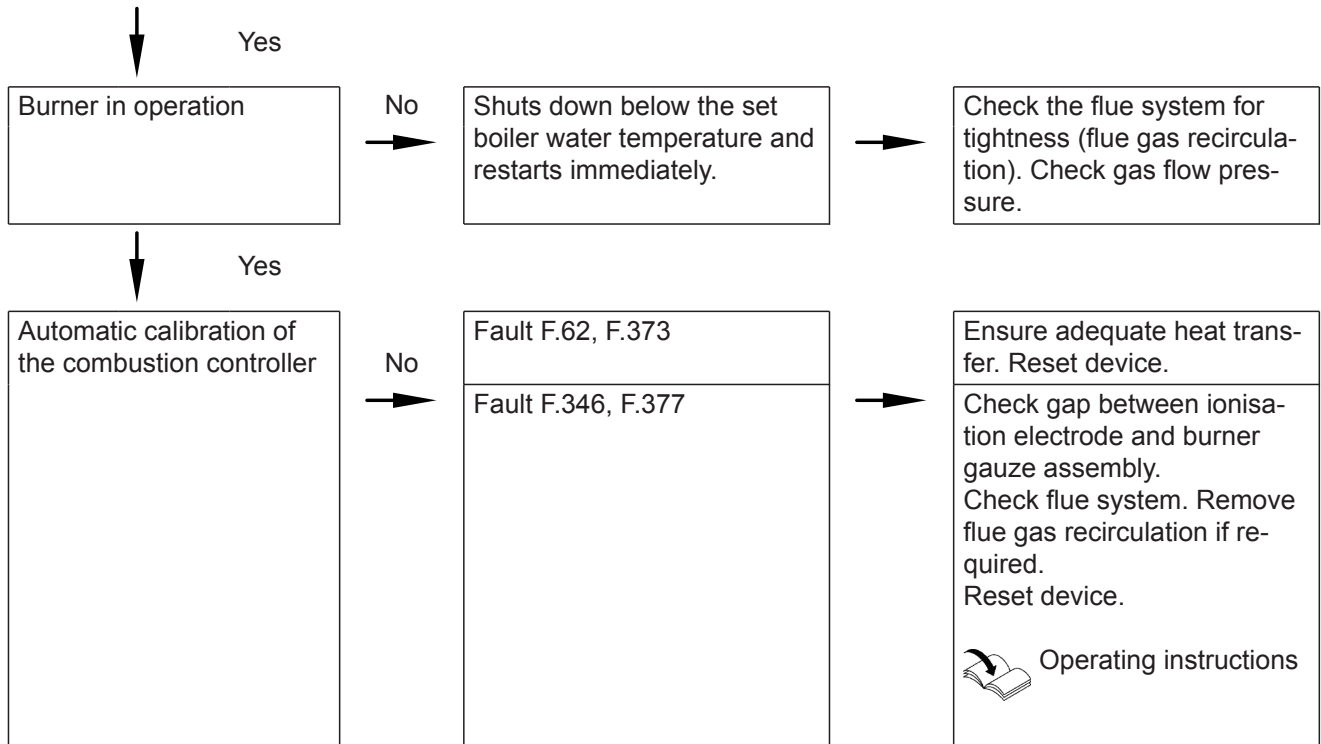 Yes
Burner in operation
No
Shuts down below the set
boiler water temperature and
restarts immediately.
Check the flue system for
tightness (flue gas recircula-
tion). Check gas flow pres-
sure.
Yes
Automatic calibration of
the combustion controller
No
Fault F.62, F.373
Ensure adequate heat trans-
fer. Reset device.
Fault F.346, F.377
Check gap between ionisa-
tion electrode and burner
gauze assembly.
Check flue system. Remove
flue gas recirculation if re-
quired.
Reset device.
Operating instructions